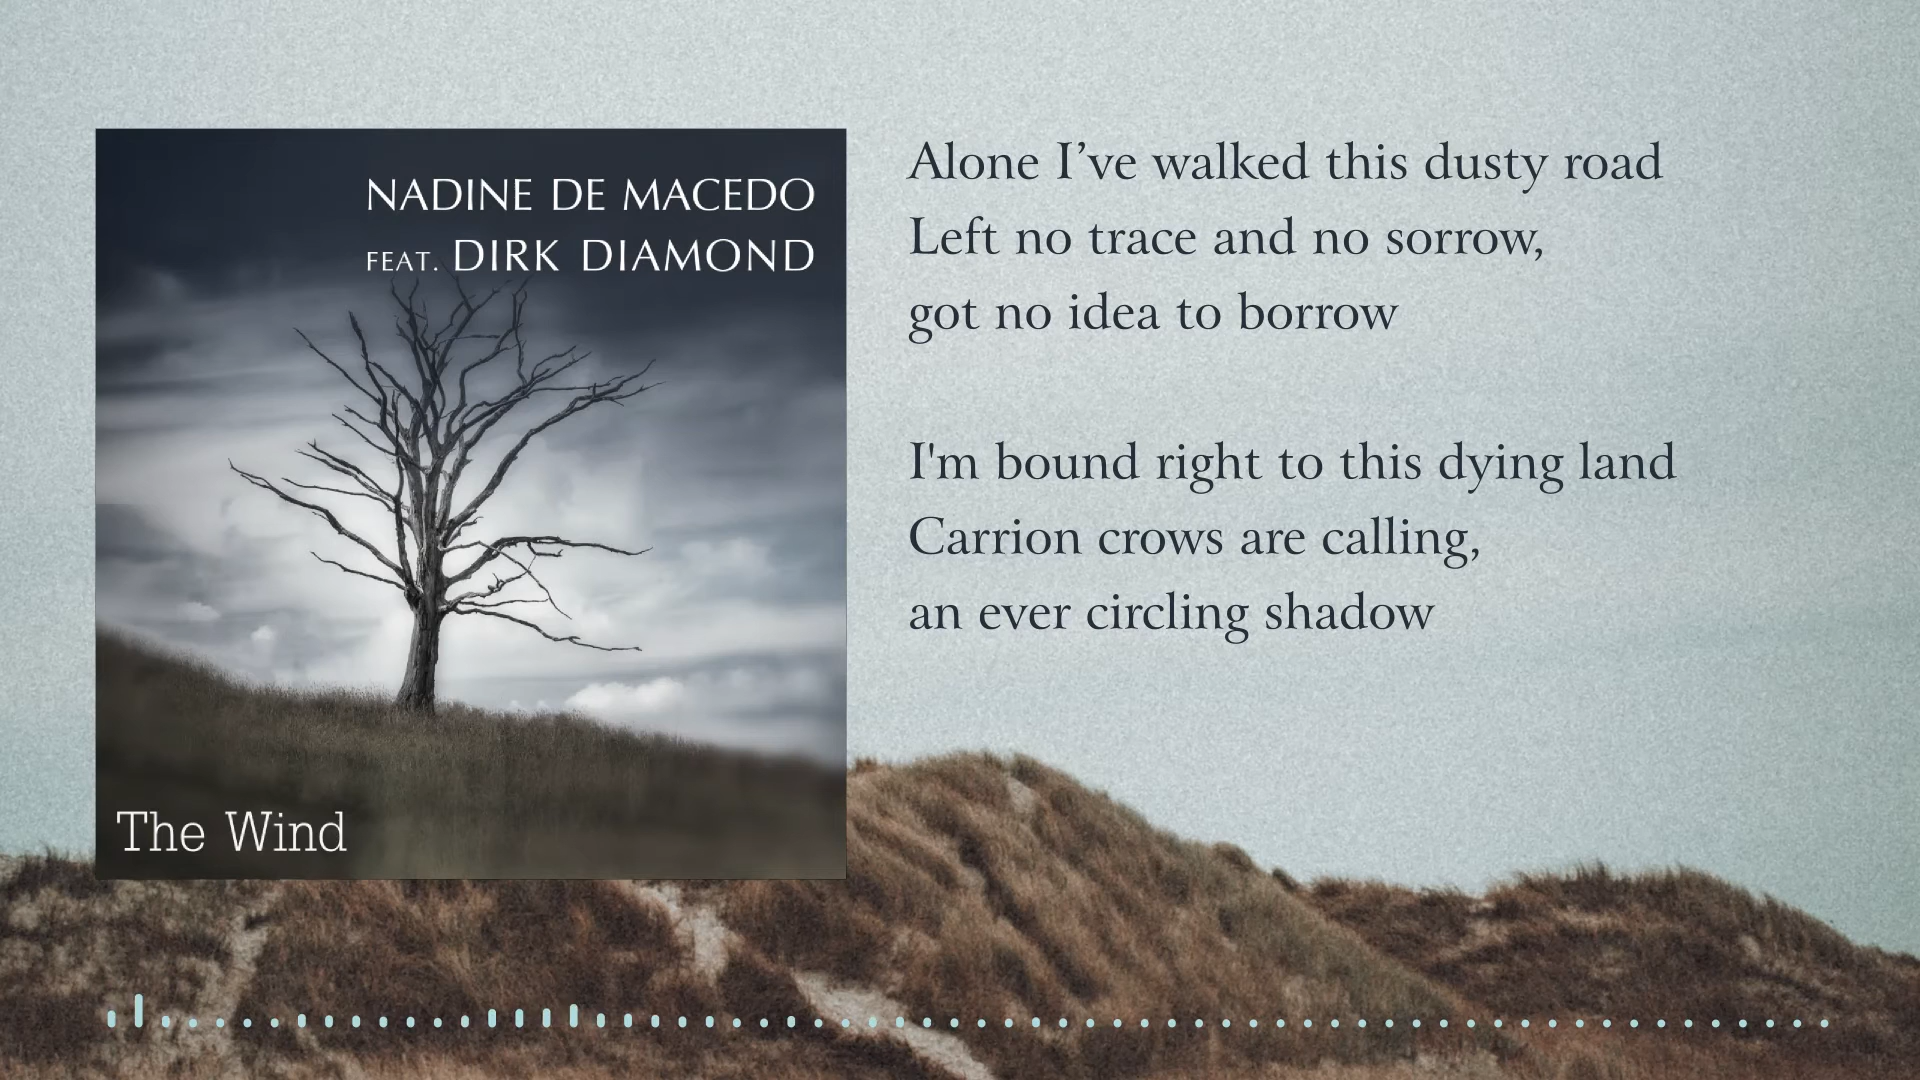 NADINE DE MACEDO
FEAT. DIRK DIAMOND
The Wind
Alone I’ve walked this dusty road
Left no trace and no sorrow,
got no idea to borrow
I'm bound right to this dying land
Carrion crows are calling,
an ever circling shadow